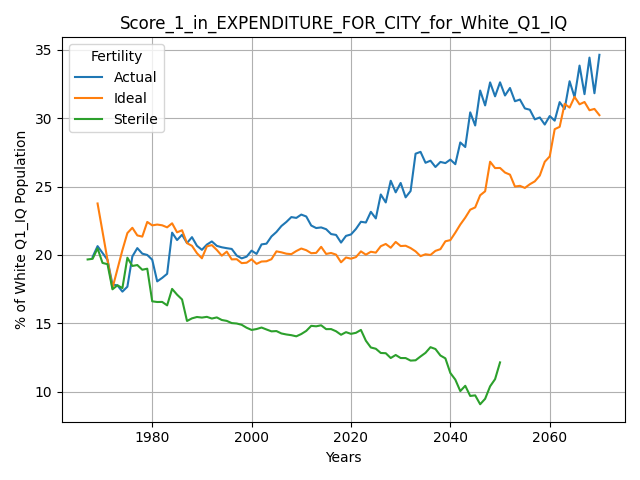 Score_1_in_EXPENDITURE_FOR_CITY_for_White_Q1_IQ
Fertility
Actual
Ideal
Sterile
% of White Q1_IQ Population
35
30
25
20
15
10
1980
2000
2020
2040
2060
Years